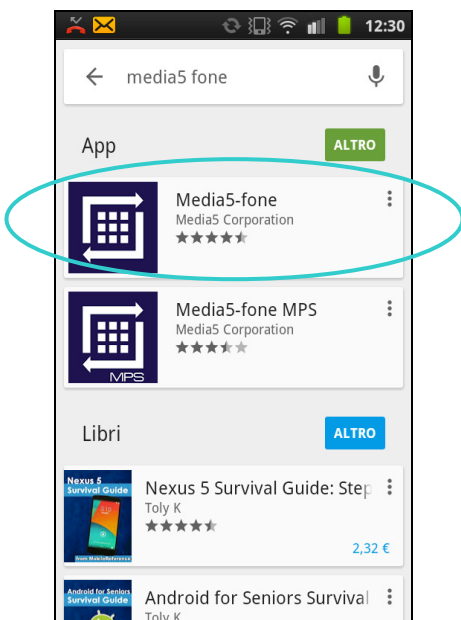 12:30
media5 fone
App
ALTRO
Media5-fone
Media5 Corporation
Media5-fone MPS
Media5 Corporation
MPS
Libri
ALTRO
Nexus 5
Survival Guide
Nexus 5 Survival Guide: Step
Toly K
from MobileReference
2,32 €
Android for Seniors
Survival Guide
Android for Seniors Survival
Toly K